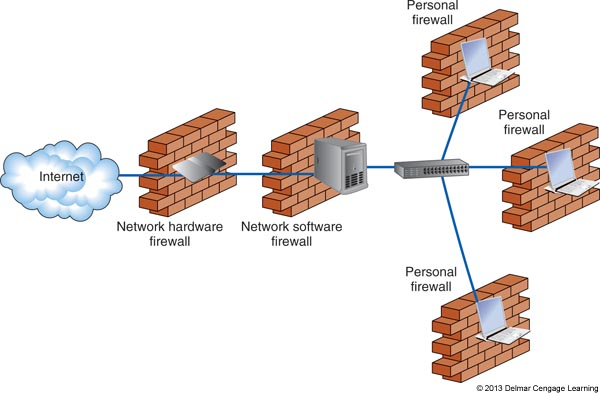 Personal
firewall
Personal
firewall
Internet
Network hardware
firewall
Network software
firewall
Personal
firewall
© 2013 Delmar Cengage Learning